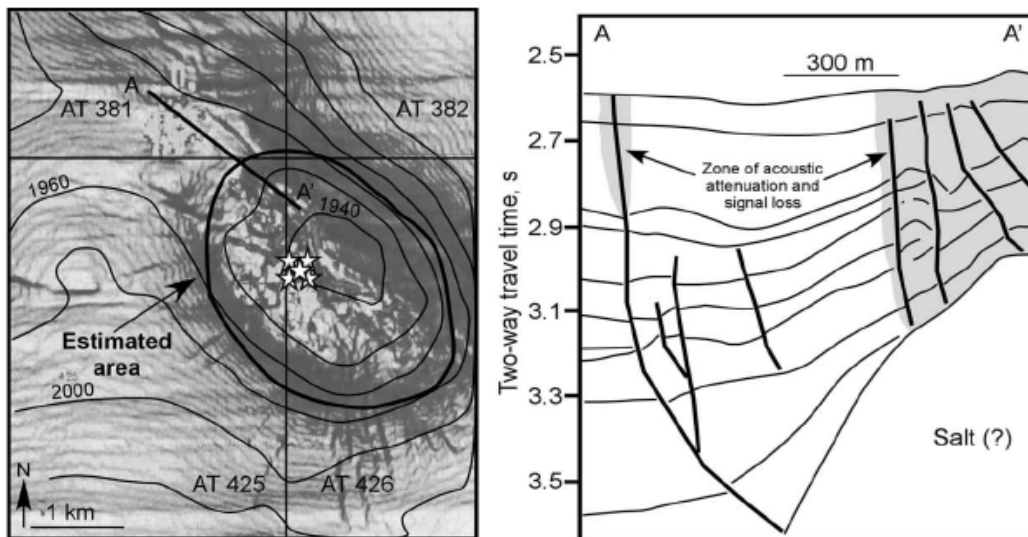 AT 381
A
AT 382
1960
A'
1940
Estimated
area
2000
N
AT 425
AT 426
1 km
A
A'
2.5
300 m
2.7
Zone of acoustic
attenuation and
signal loss
2.9
Two-way travel time, s
3.1
3.3
Salt (?)
3.5